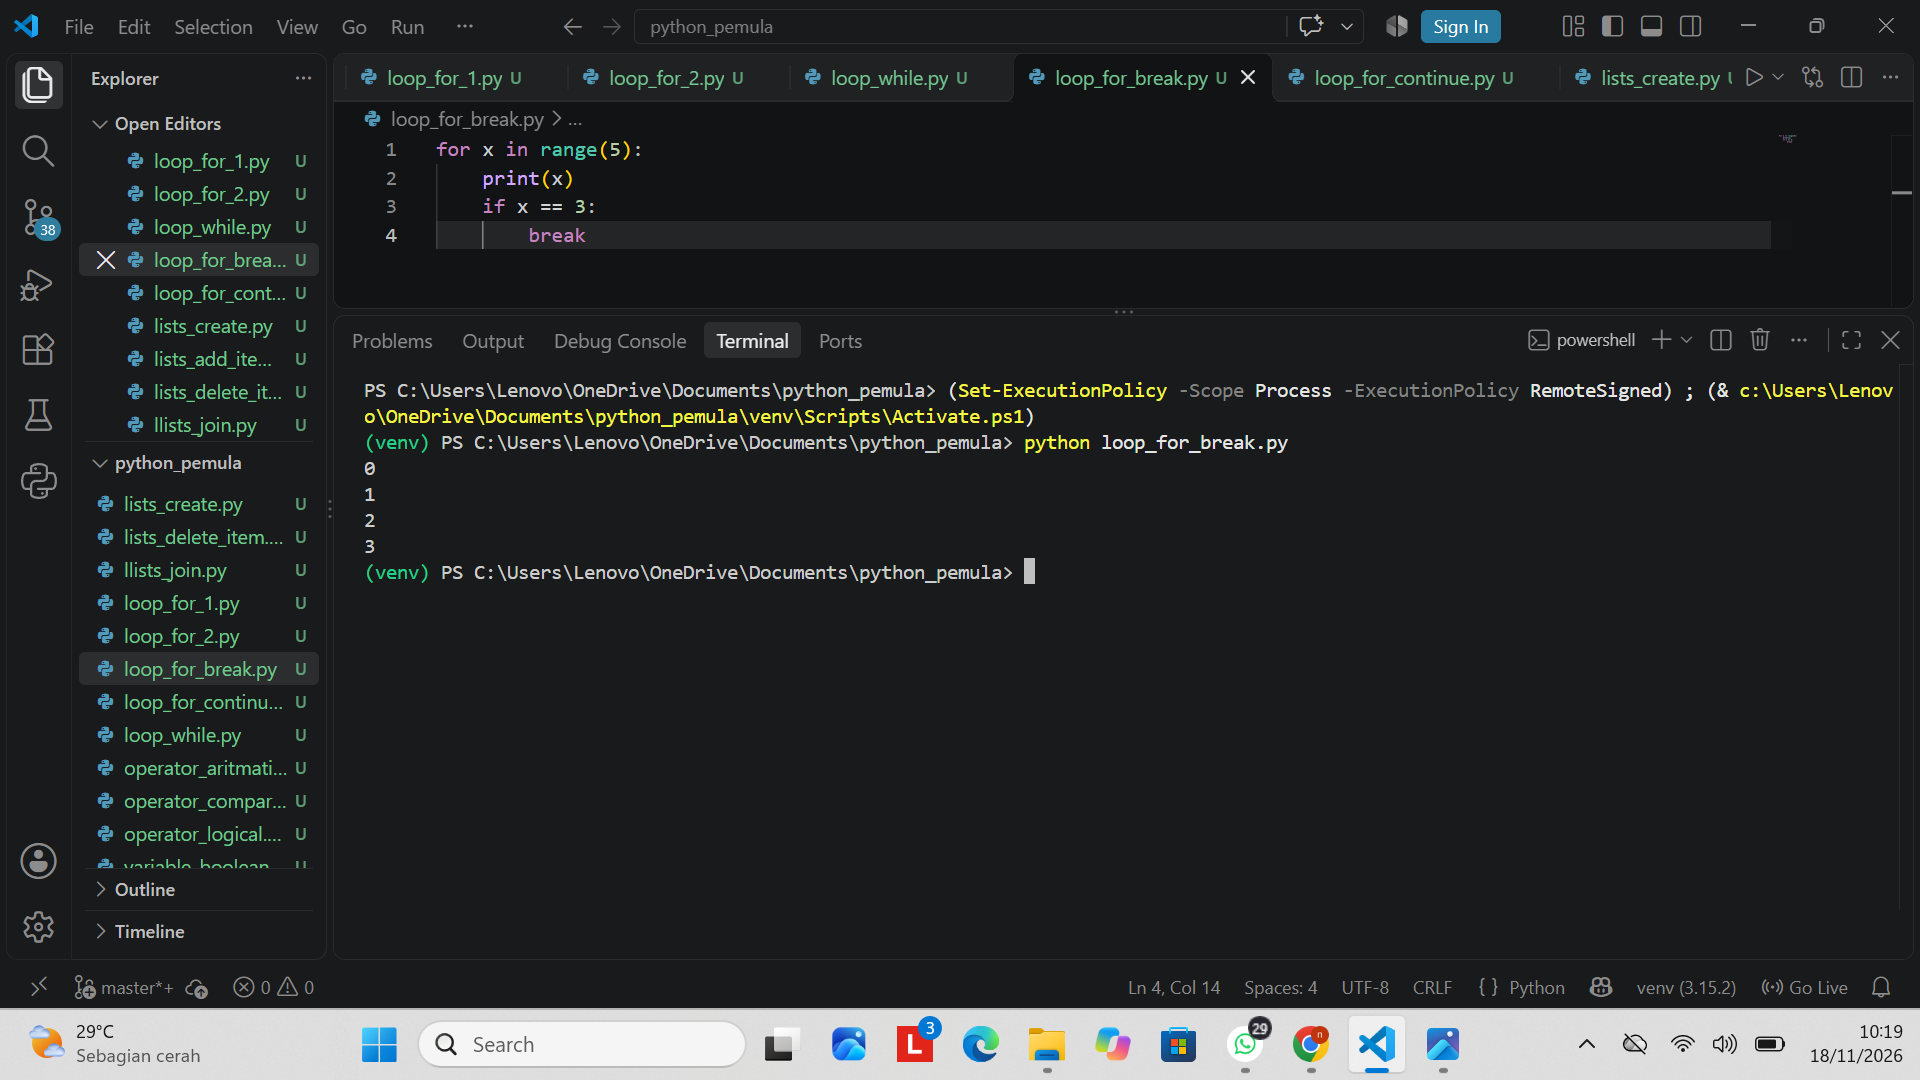 File Edit Selection View Go Run ··· python_pemula Sign In
Explorer ···
Open Editors
loop_for_1.py U
loop_for_2.py U
loop_while.py U
loop_for_brea... U
loop_for_cont... U
lists_create.py U
lists_add_ite... U
lists_delete_it... U
llists_join.py U
python_pemula
lists_create.py U
lists_delete_item.... U
llists_join.py U
loop_for_1.py U
loop_for_2.py U
loop_for_break.py U
loop_for_continu... U
loop_while.py U
operator_aritmati... U
operator_compar... U
operator_logical.... U
variable_boolean U
Outline
Timeline
38
loop_for_1.py U loop_for_2.py U loop_while.py U loop_for_break.py U loop_for_continue.py U lists_create.py U ···
loop_for_break.py > ...
1 for x in range(5):
2 print(x)
3 if x == 3:
4 break
Problems Output Debug Console Terminal Ports powershell ···
PS C:\Users\Lenovo\OneDrive\Documents\python_pemula> (Set-ExecutionPolicy -Scope Process -ExecutionPolicy RemoteSigned) ; (& c:\Users\Lenov
o\OneDrive\Documents\python_pemula\venv\Scripts\Activate.ps1)
(venv) PS C:\Users\Lenovo\OneDrive\Documents\python_pemula> python loop_for_break.py
0
1
2
3
(venv) PS C:\Users\Lenovo\OneDrive\Documents\python_pemula>
master*+ 0 0 Ln 4, Col 14 Spaces: 4 UTF-8 CRLF { } Python venv (3.15.2) Go Live
29°C
Sebagian cerah
Search
L 3
29
n
10:19
18/11/2026